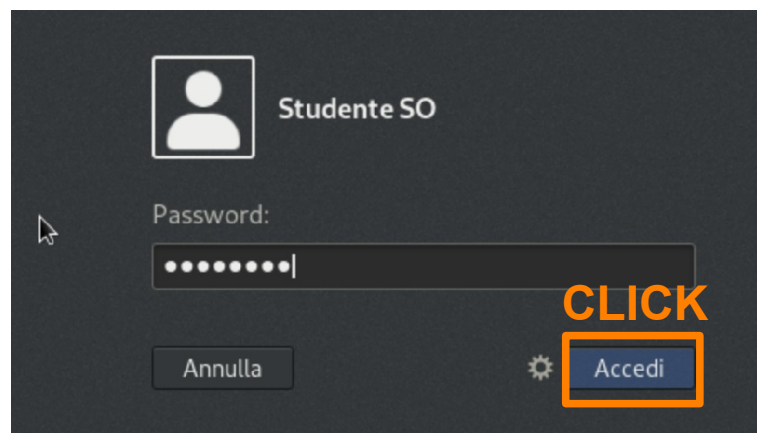 Studente SO
Password:
••••••••
CLICK
Annulla
Accedi